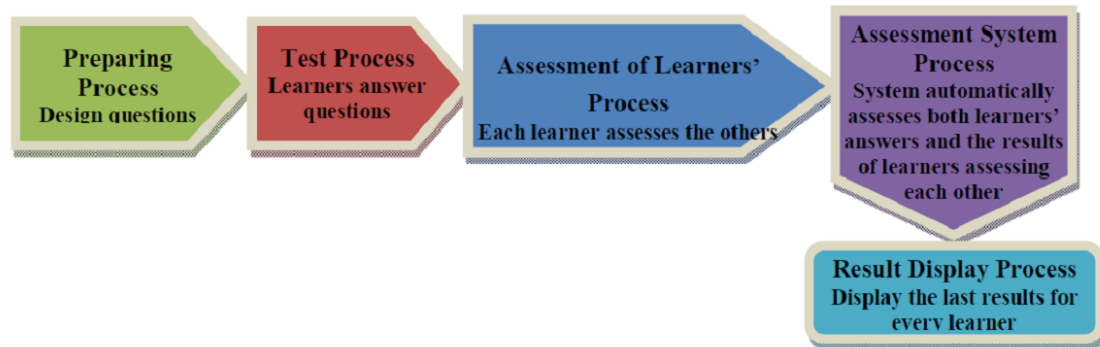 Preparing
Process
Design questions
Test Process
Learners answer
questions
Assessment of Learners’
Process
Each learner assesses the others
Assessment System
Process
System automatically
assesses both learners’
answers and the results
of learners assessing
each other
Result Display Process
Display the last results for
every learner